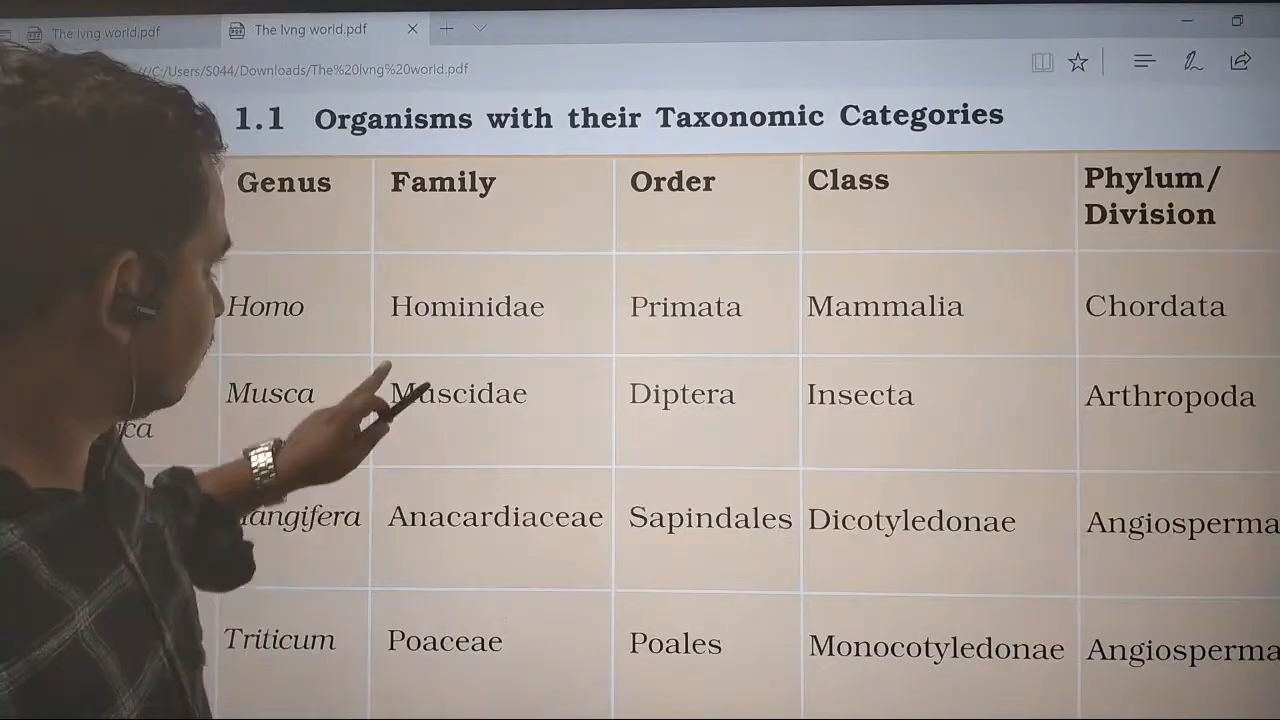 The lvng world.pdf
The lvng world.pdf
//C:/Users/S044/Downloads/The%20lvng%20world.pdf
1.1 Organisms with their Taxonomic Categories
Genus Family Order Class Phylum/
Division
Homo Hominidae Primata Mammalia Chordata
Musca Muscidae Diptera Insecta Arthropoda
ica
Mangifera Anacardiaceae Sapindales Dicotyledonae Angiosperma
Triticum Poaceae Poales Monocotyledonae Angiosperma